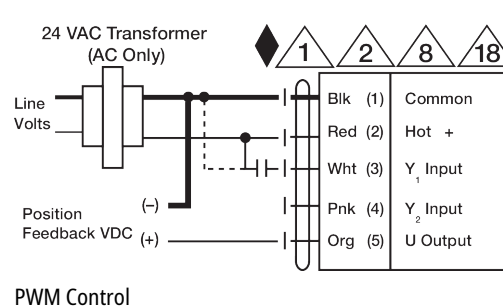 24 VAC Transformer
(AC Only)
1 2 8 18
Line
Volts
Blk (1) Common
Red (2) Hot +
Wht (3) Y1 Input
Pnk (4) Y2 Input
Org (5) U Output
Position
Feedback VDC
(–)
(+)
PWM Control